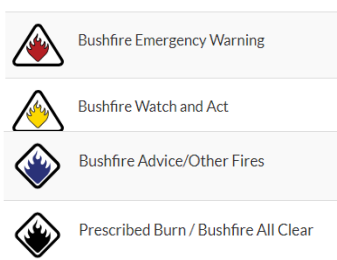 Bushfire Emergency Warning
Bushfire Watch and Act
Bushfire Advice/Other Fires
Prescribed Burn / Bushfire All Clear